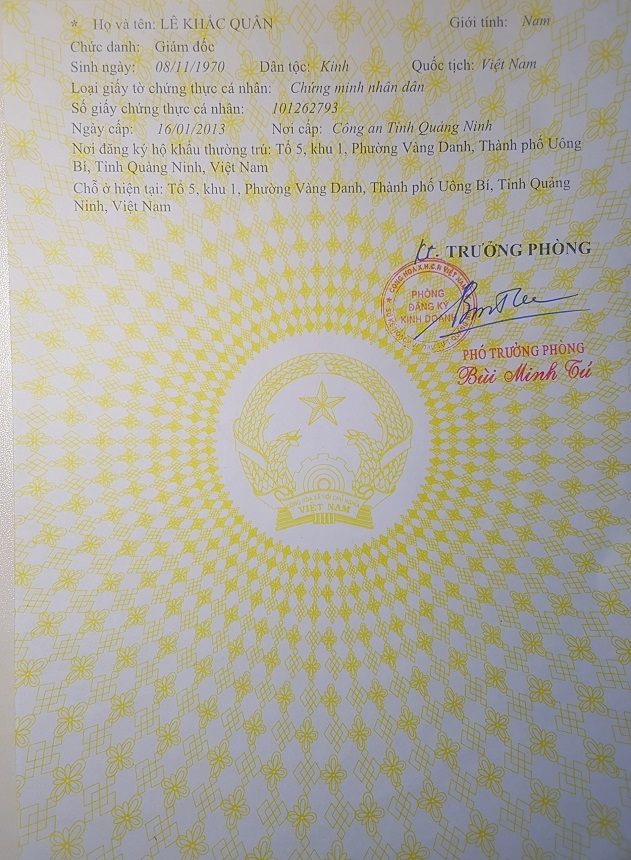 * Họ và tên: LÊ KHẮC QUÂN Giới tính: Nam
Chức danh: Giám đốc
Sinh ngày: 08/11/1970 Dân tộc: Kinh Quốc tịch: Việt Nam
Loại giấy tờ chứng thực cá nhân: Chứng minh nhân dân
Số giấy chứng thực cá nhân: 101262793
Ngày cấp: 16/01/2013 Nơi cấp: Công an Tỉnh Quảng Ninh
Nơi đăng ký hộ khẩu thường trú: Tổ 5, khu 1, Phường Vàng Danh, Thành phố Uông
Bí, Tỉnh Quảng Ninh, Việt Nam
Chỗ ở hiện tại: Tổ 5, khu 1, Phường Vàng Danh, Thành phố Uông Bí, Tỉnh Quảng
Ninh, Việt Nam
Kt. TRƯỞNG PHÒNG
CỘNG HÒA X.H.C.N VIỆT NAM
PHÒNG
ĐĂNG KÝ
KINH DOANH
PHÓ TRƯỞNG PHÒNG
Bùi Minh Tú
VIỆT NAM